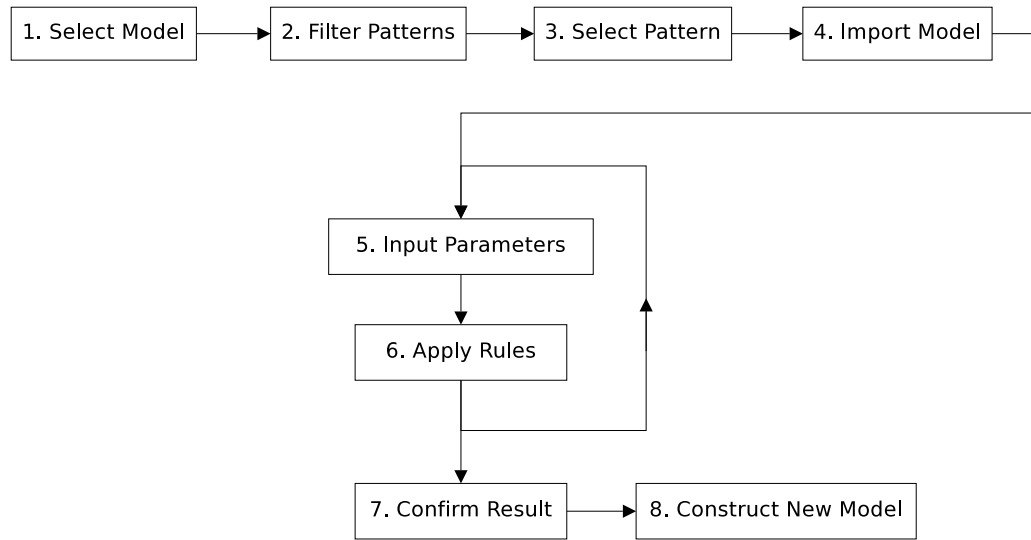 1. Select Model
2. Filter Patterns
3. Select Pattern
4. Import Model
5. Input Parameters
6. Apply Rules
7. Confirm Result
8. Construct New Model